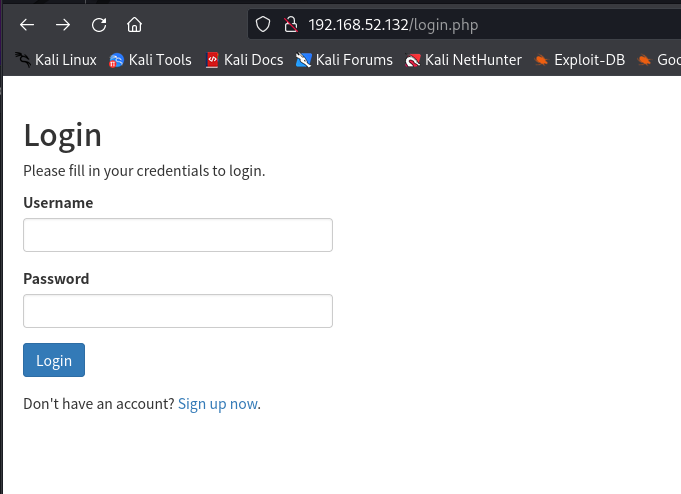 192.168.52.132/login.php
Kali Linux Kali Tools Kali Docs Kali Forums Kali NetHunter Exploit-DB Goo
Login
Please fill in your credentials to login.
Username
Password
Login
Don't have an account? Sign up now.